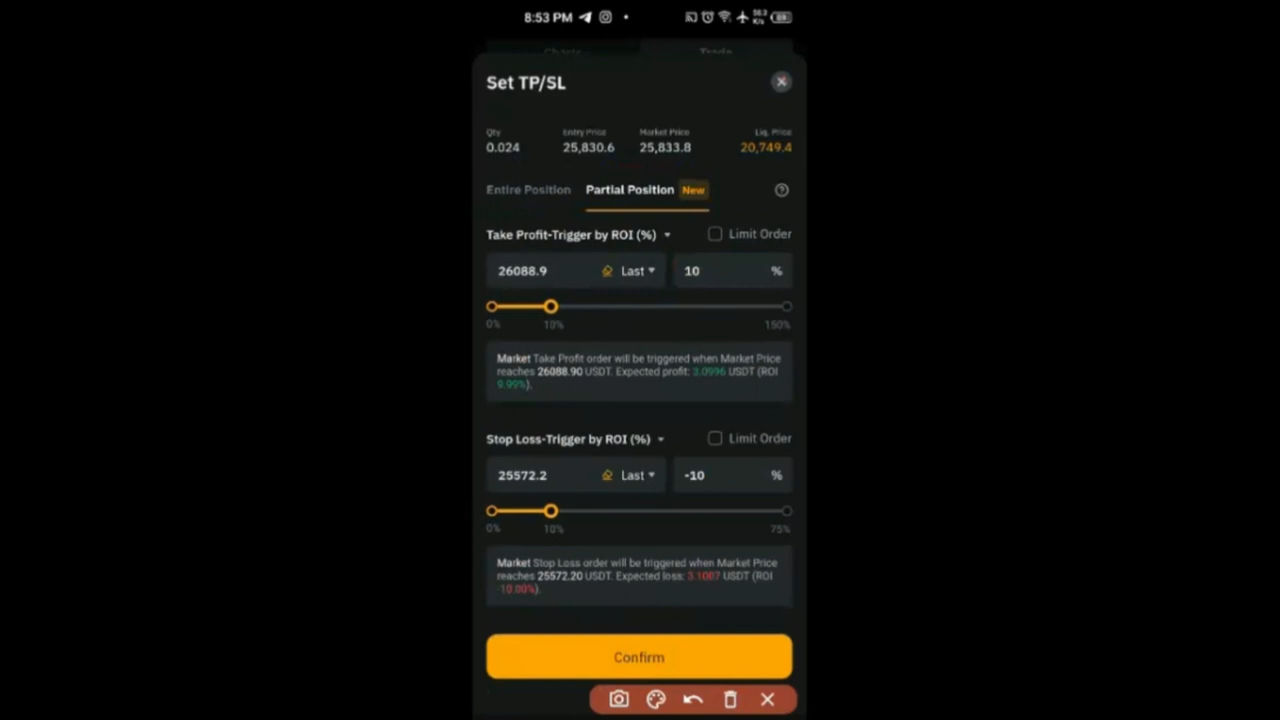 8:53 PM
Trade
Set TP/SL
Qty Entry Price Market Price Liq. Price
0.024 25,830.6 25,833.8 20,749.4
Entire Position Partial Position New
Take Profit-Trigger by ROI (%) Limit Order
26088.9 Last 10 %
0% 10% 150%
Market Take Profit order will be triggered when Market Price
reaches 26088.90 USDT. Expected profit: 3.0996 USDT (ROI
9.99%).
Stop Loss-Trigger by ROI (%) Limit Order
25572.2 Last -10 %
0% 10% 75%
Market Stop Loss order will be triggered when Market Price
reaches 25572.20 USDT. Expected loss: USDT (ROI
-10.00%).
Confirm